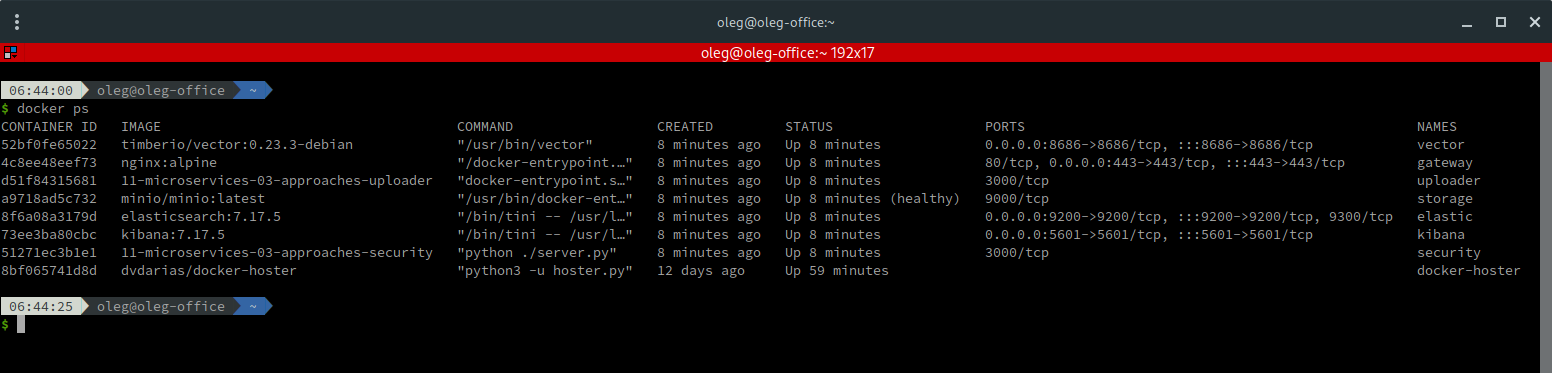 oleg@oleg-office:~
oleg@oleg-office:~ 192x17
06:44:00 oleg@oleg-office ~
$ docker ps
CONTAINER ID   IMAGE                                     COMMAND                  CREATED         STATUS                   PORTS                                                 NAMES
52bf0fe65022   timberio/vector:0.23.3-debian             "/usr/bin/vector"        8 minutes ago   Up 8 minutes             0.0.0.0:8686->8686/tcp, :::8686->8686/tcp             vector
4c8ee48eef73   nginx:alpine                              "/docker-entrypoint.…"   8 minutes ago   Up 8 minutes             80/tcp, 0.0.0.0:443->443/tcp, :::443->443/tcp         gateway
d51f84315681   11-microservices-03-approaches-uploader   "docker-entrypoint.s…"   8 minutes ago   Up 8 minutes             3000/tcp                                              uploader
a9718ad5c732   minio/minio:latest                        "/usr/bin/docker-ent…"   8 minutes ago   Up 8 minutes (healthy)   9000/tcp                                              storage
8f6a08a3179d   elasticsearch:7.17.5                      "/bin/tini -- /usr/l…"   8 minutes ago   Up 8 minutes             0.0.0.0:9200->9200/tcp, :::9200->9200/tcp, 9300/tcp   elastic
73ee3ba80cbc   kibana:7.17.5                             "/bin/tini -- /usr/l…"   8 minutes ago   Up 8 minutes             0.0.0.0:5601->5601/tcp, :::5601->5601/tcp             kibana
51271ec3b1e1   11-microservices-03-approaches-security   "python ./server.py"     8 minutes ago   Up 8 minutes             3000/tcp                                              security
8bf065741d8d   dvdarias/docker-hoster                    "python3 -u hoster.py"   12 days ago     Up 59 minutes                                                                  docker-hoster
06:44:25 oleg@oleg-office ~
$